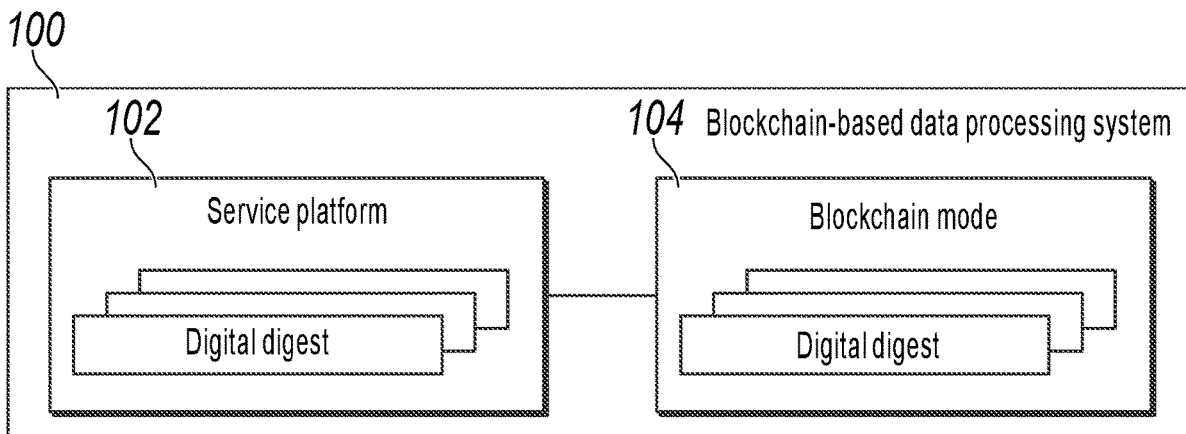 100
102
104 Blockchain-based data processing system
Service platform
Blockchain mode
Digital digest
Digital digest